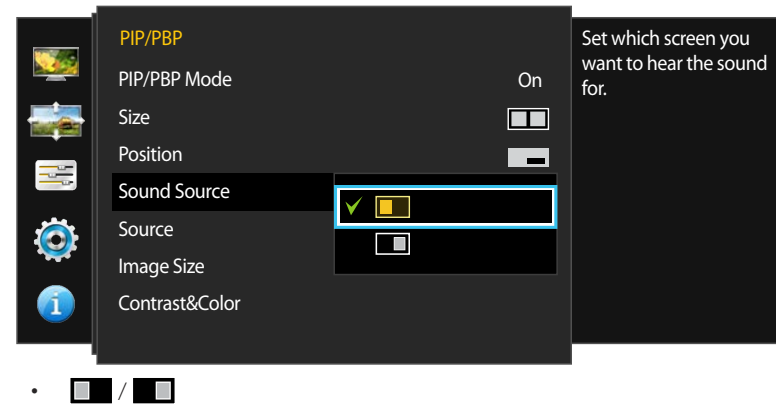 PIP/PBP
PIP/PBP Mode On
Size
Position
Sound Source
Source
Image Size
Contrast&Color
Set which screen you
want to hear the sound
for.
• /